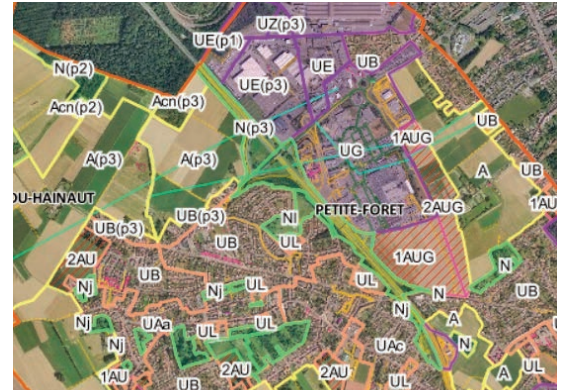 UZ(p3)
UE(p1)
UE
UB
UE(p3)
N(p2)
Acn(p2)
Acn(p3)
N(p3)
1AUG
UB
A(p3)
A(p3)
UG
A
UB
OU-HAINAUT
PETITE-FORET
2AUG
1AU
UB(p3)
UB(p3)
NI
UB
UL
2AU
1AUG
N
UB
UL
Nj
Nj
N
UB
Nj
UAa
UL
UL
Nj
A
Nj
UAc
N
2AU
UL
A
1AU
UB
2AU
UL